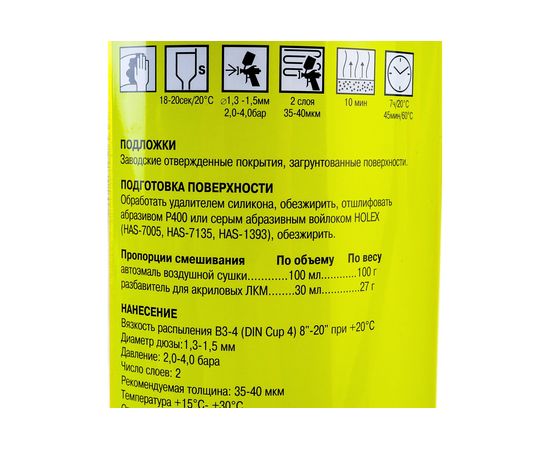 S
18-20сек/20°С
⌀1,3 -1,5мм
2,0-4,0бар
2 слоя
35-40мкм
10 мин
7ч/20°С
45мин/60°С
ПОДЛОЖКИ
Заводские отвержденные покрытия, загрунтованные поверхности.
ПОДГОТОВКА ПОВЕРХНОСТИ
Обработать удалителем силикона, обезжирить, отшлифовать
абразивом Р400 или серым абразивным войлоком HOLEX
(HAS-7005, HAS-7135, HAS-1393), обезжирить.
Пропорции смешивания По объему По весу
автоэмаль воздушной сушки 100 мл 100 г
разбавитель для акриловых ЛКМ 30 мл 27 г
НАНЕСЕНИЕ
Вязкость распыления ВЗ-4 (DIN Cup 4) 8”-20” при +20°С
Диаметр дюзы:1,3-1,5 мм
Давление: 2,0-4,0 бара
Число слоев: 2
Рекомендуемая толщина: 35-40 мкм
Температура +15°С- +30°С